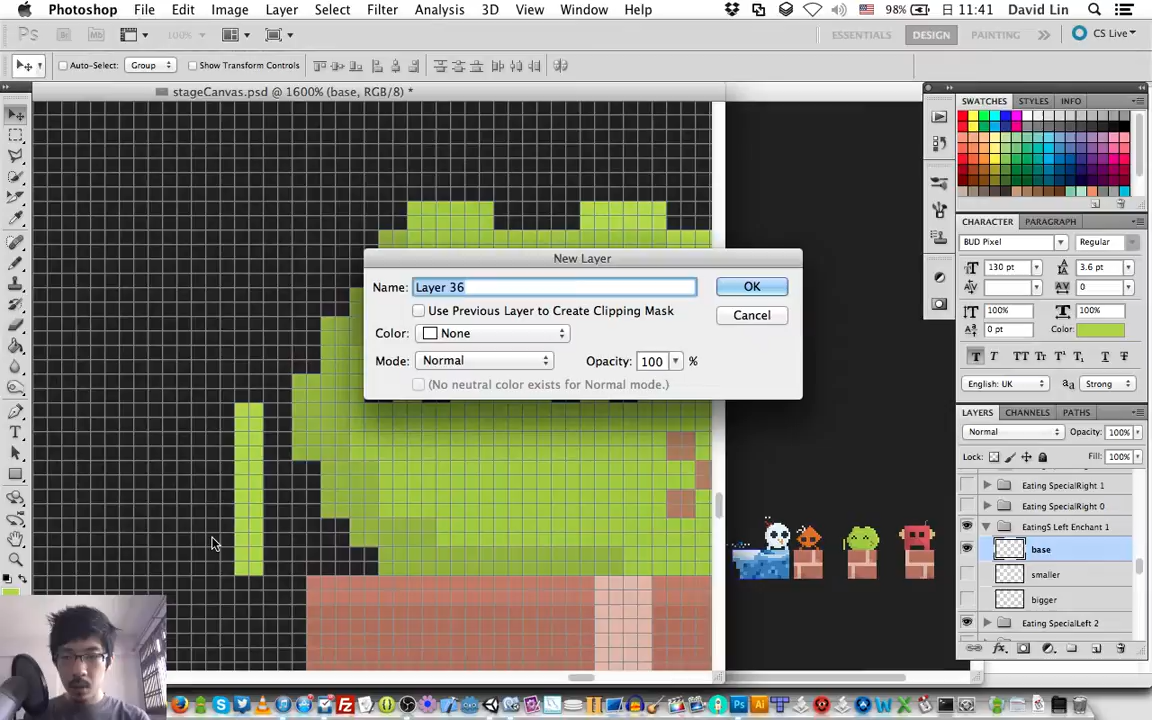 Photoshop File Edit Image Layer Select Filter Analysis 3D View Window Help 98% 日 11:41 David Lin
Ps Br Mb 100% ESSENTIALS DESIGN PAINTING CS Live
Auto-Select: Group Show Transform Controls
stageCanvas.psd @ 1600% (base, RGB/8) *
SWATCHES STYLES INFO
CHARACTER PARAGRAPH
BUD Pixel Regular
130 pt 3.6 pt
0
100% 100%
0 pt Color:
English: UK Strong
LAYERS CHANNELS PATHS
Normal Opacity: 100%
Lock: Fill: 100%
Eating SpecialRight 1
Eating SpecialRight 0
EatingS Left Enchant 1
base
smaller
bigger
Eating SpecialLeft 2
New Layer
Name: Layer 36 OK
Use Previous Layer to Create Clipping Mask
Cancel
Color: None
Mode: Normal Opacity: 100 %
(No neutral color exists for Normal mode.)